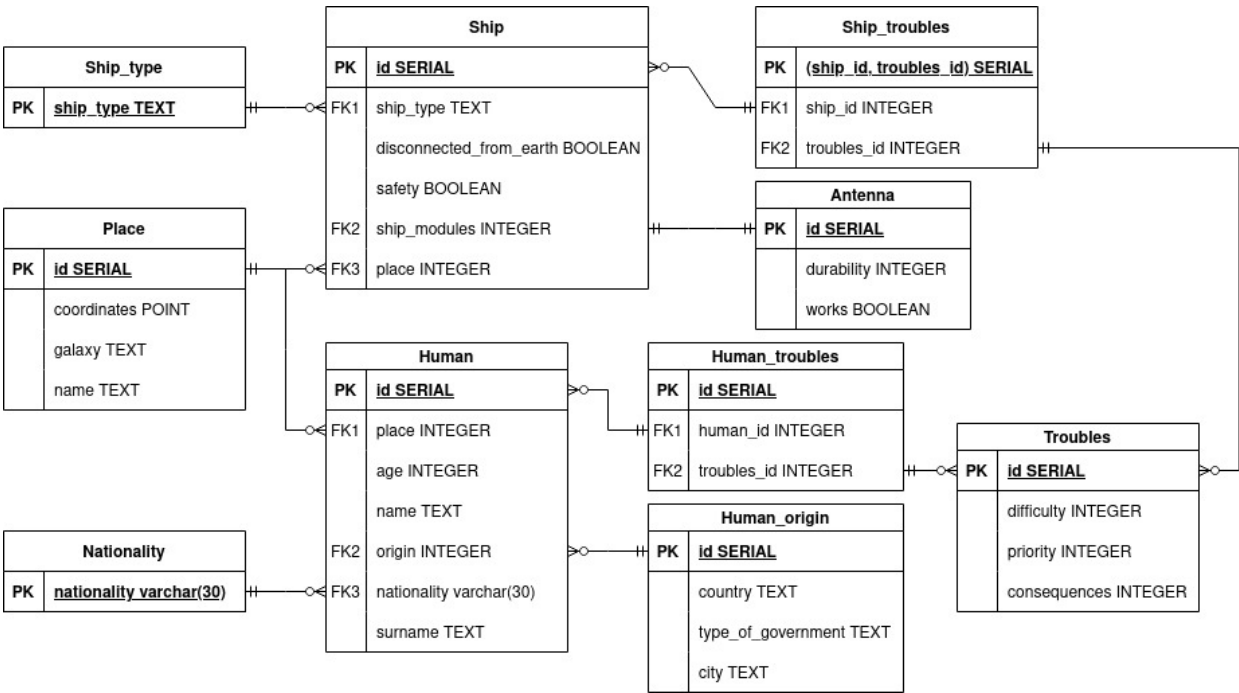 Ship_type
PK ship_type TEXT
Place
PK id SERIAL
coordinates POINT
galaxy TEXT
name TEXT
Nationality
PK nationality varchar(30)
Ship
PK id SERIAL
FK1 ship_type TEXT
disconnected_from_earth BOOLEAN
safety BOOLEAN
FK2 ship_modules INTEGER
FK3 place INTEGER
Human
PK id SERIAL
FK1 place INTEGER
age INTEGER
name TEXT
FK2 origin INTEGER
FK3 nationality varchar(30)
surname TEXT
Ship_troubles
PK (ship_id, troubles_id) SERIAL
FK1 ship_id INTEGER
FK2 troubles_id INTEGER
Antenna
PK id SERIAL
durability INTEGER
works BOOLEAN
Human_troubles
PK id SERIAL
FK1 human_id INTEGER
FK2 troubles_id INTEGER
Human_origin
PK id SERIAL
country TEXT
type_of_government TEXT
city TEXT
Troubles
PK id SERIAL
difficulty INTEGER
priority INTEGER
consequences INTEGER